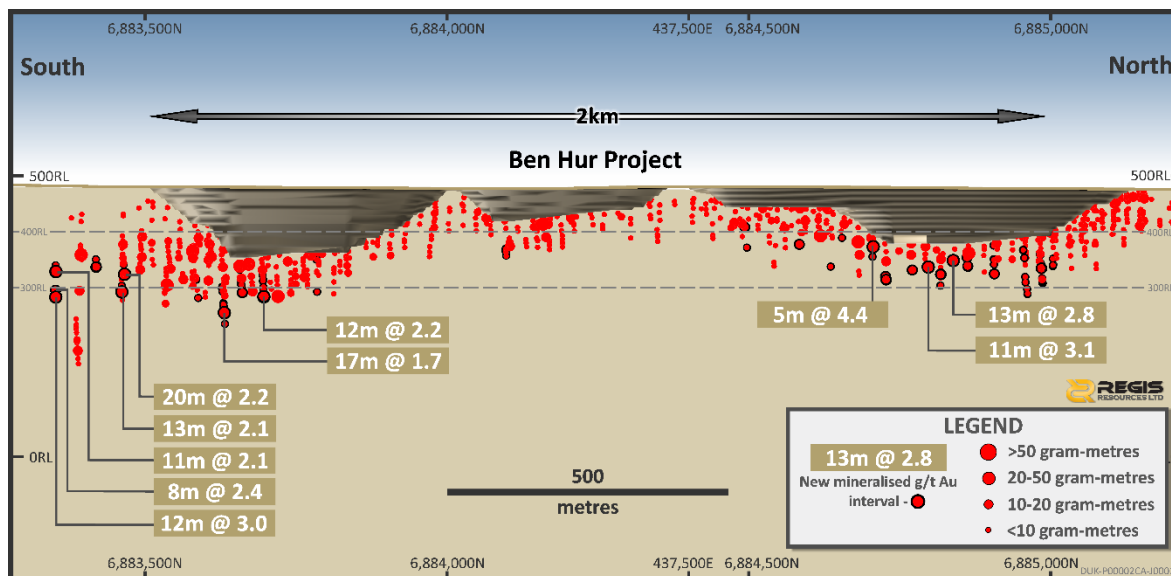 6,883,500N 6,884,000N 437,500E 6,884,500N 6,885,000N
South North
2km
Ben Hur Project
500RL 500RL
400RL 400RL
300RL 300RL
12m @ 2.2
17m @ 1.7
5m @ 4.4
13m @ 2.8
11m @ 3.1
20m @ 2.2
13m @ 2.1
11m @ 2.1
8m @ 2.4
12m @ 3.0
0RL
500
metres
REGIS
RESOURCES LTD
LEGEND
13m @ 2.8
New mineralised g/t Au
interval -
>50 gram-metres
20-50 gram-metres
10-20 gram-metres
<10 gram-metres
6,883,500N 6,884,000N 437,500E 6,884,500N 6,885,000N